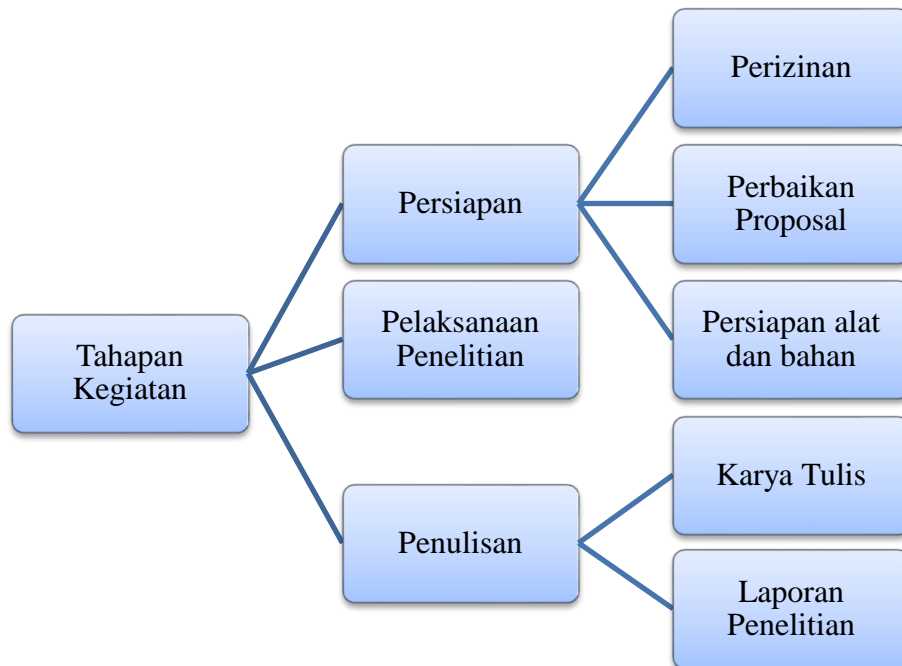 Tahapan
Kegiatan
Persiapan
Perizinan
Perbaikan
Proposal
Persiapan alat
dan bahan
Pelaksanaan
Penelitian
Penulisan
Karya Tulis
Laporan
Penelitian